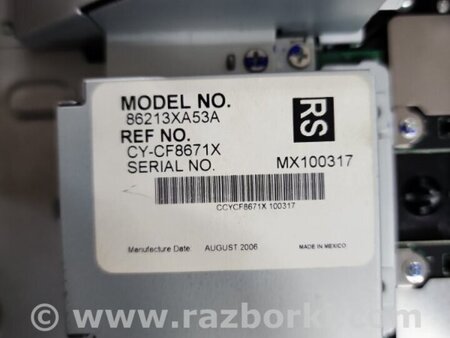 MODEL NO.
86213XA53A
REF NO.
CY-CF8671X
SERIAL NO. MX100317
RS
CCYCF8671X 100317
Manufacture Date: AUGUST 2006 MADE IN MEXICO
© www.razborka.com